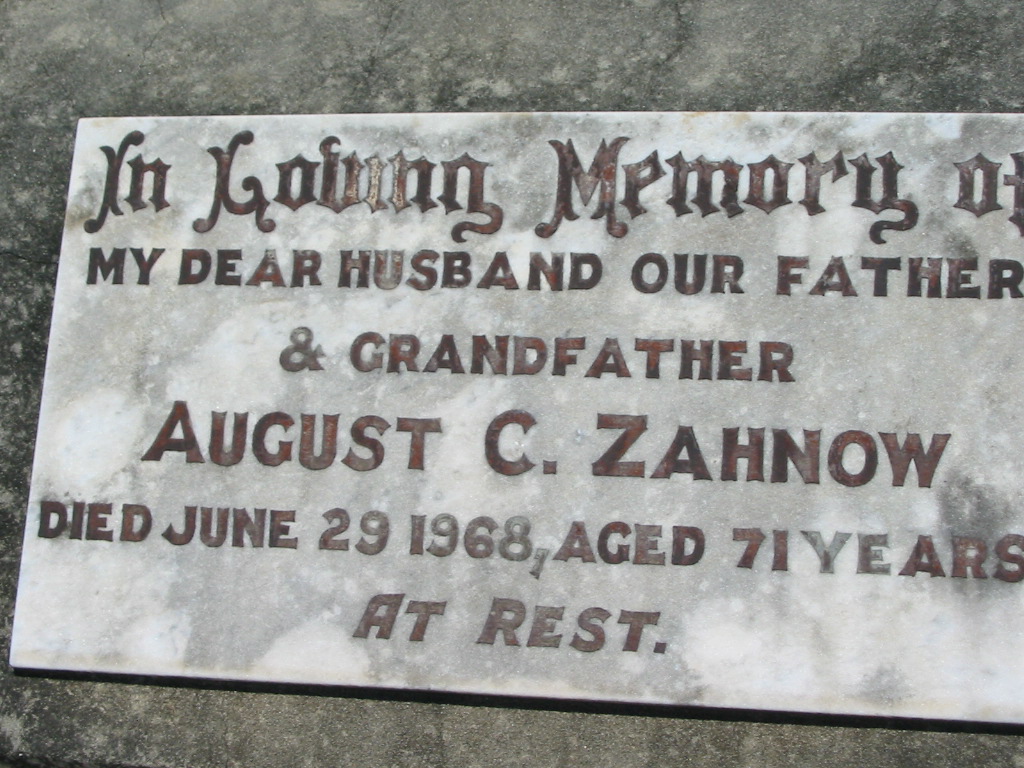 In Loving Memory of
MY DEAR HUSBAND OUR FATHER
& GRANDFATHER
AUGUST C. ZAHNOW
DIED JUNE 29 1968, AGED 71 YEARS
AT REST.